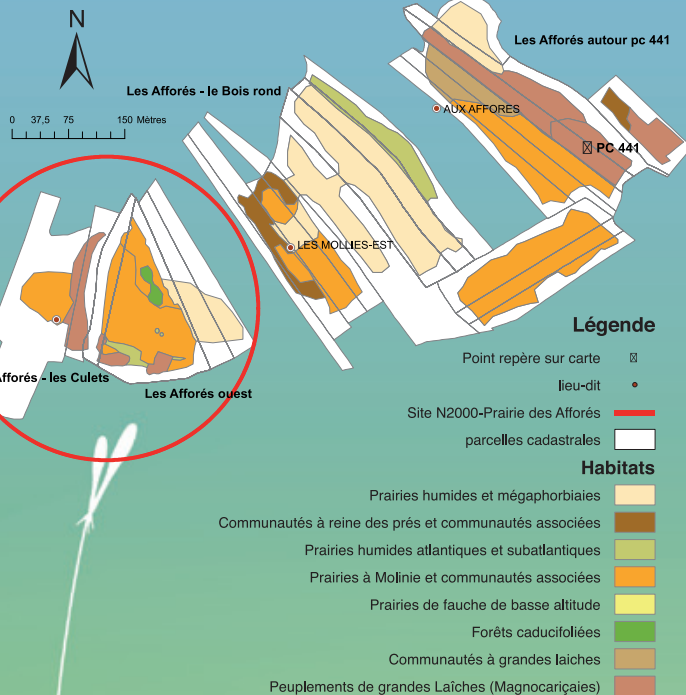 N
0 37,5 75 150 Mètres
Les Afforés autour pc 441
Les Afforés - le Bois rond
AUX AFFORES
PC 441
LES MOLLIES-EST
Afforés - les Culets
Les Afforés ouest
Légende
Point repère sur carte
lieu-dit
Site N2000-Prairie des Afforés
parcelles cadastrales
Habitats
Prairies humides et mégaphorbiaies
Communautés à reine des prés et communautés associées
Prairies humides atlantiques et subatlantiques
Prairies à Molinie et communautés associées
Prairies de fauche de basse altitude
Forêts caducifoliées
Communautés à grandes laiches
Peuplements de grandes Laîches (Magnocariçaies)